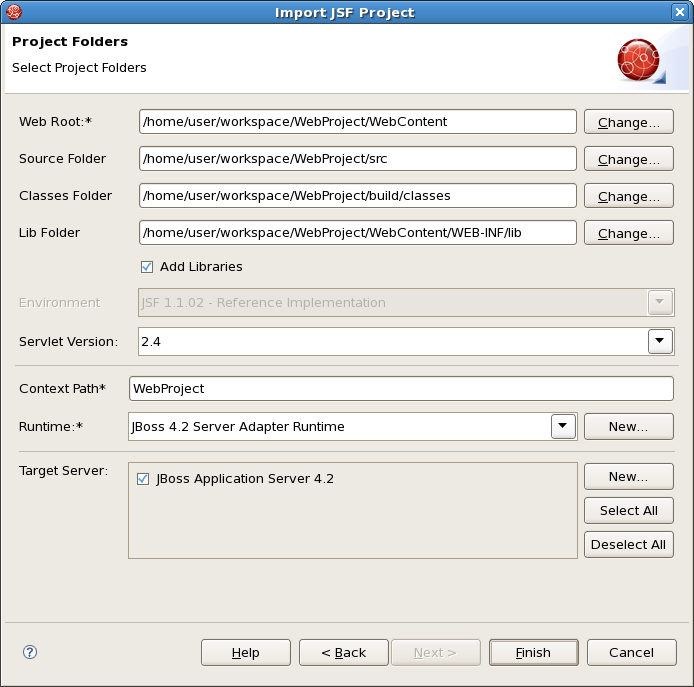 Import JSF Project
Project Folders
Select Project Folders
Web Root:* /home/user/workspace/WebProject/WebContent Change...
Source Folder /home/user/workspace/WebProject/src Change...
Classes Folder /home/user/workspace/WebProject/build/classes Change...
Lib Folder /home/user/workspace/WebProject/WebContent/WEB-INF/lib Change...
Add Libraries
Environment JSF 1.1.02 - Reference Implementation
Servlet Version: 2.4
Context Path* WebProject
Runtime:* JBoss 4.2 Server Adapter Runtime New...
Target Server: JBoss Application Server 4.2 New...
Select All
Deselect All
? Help < Back Next > Finish Cancel